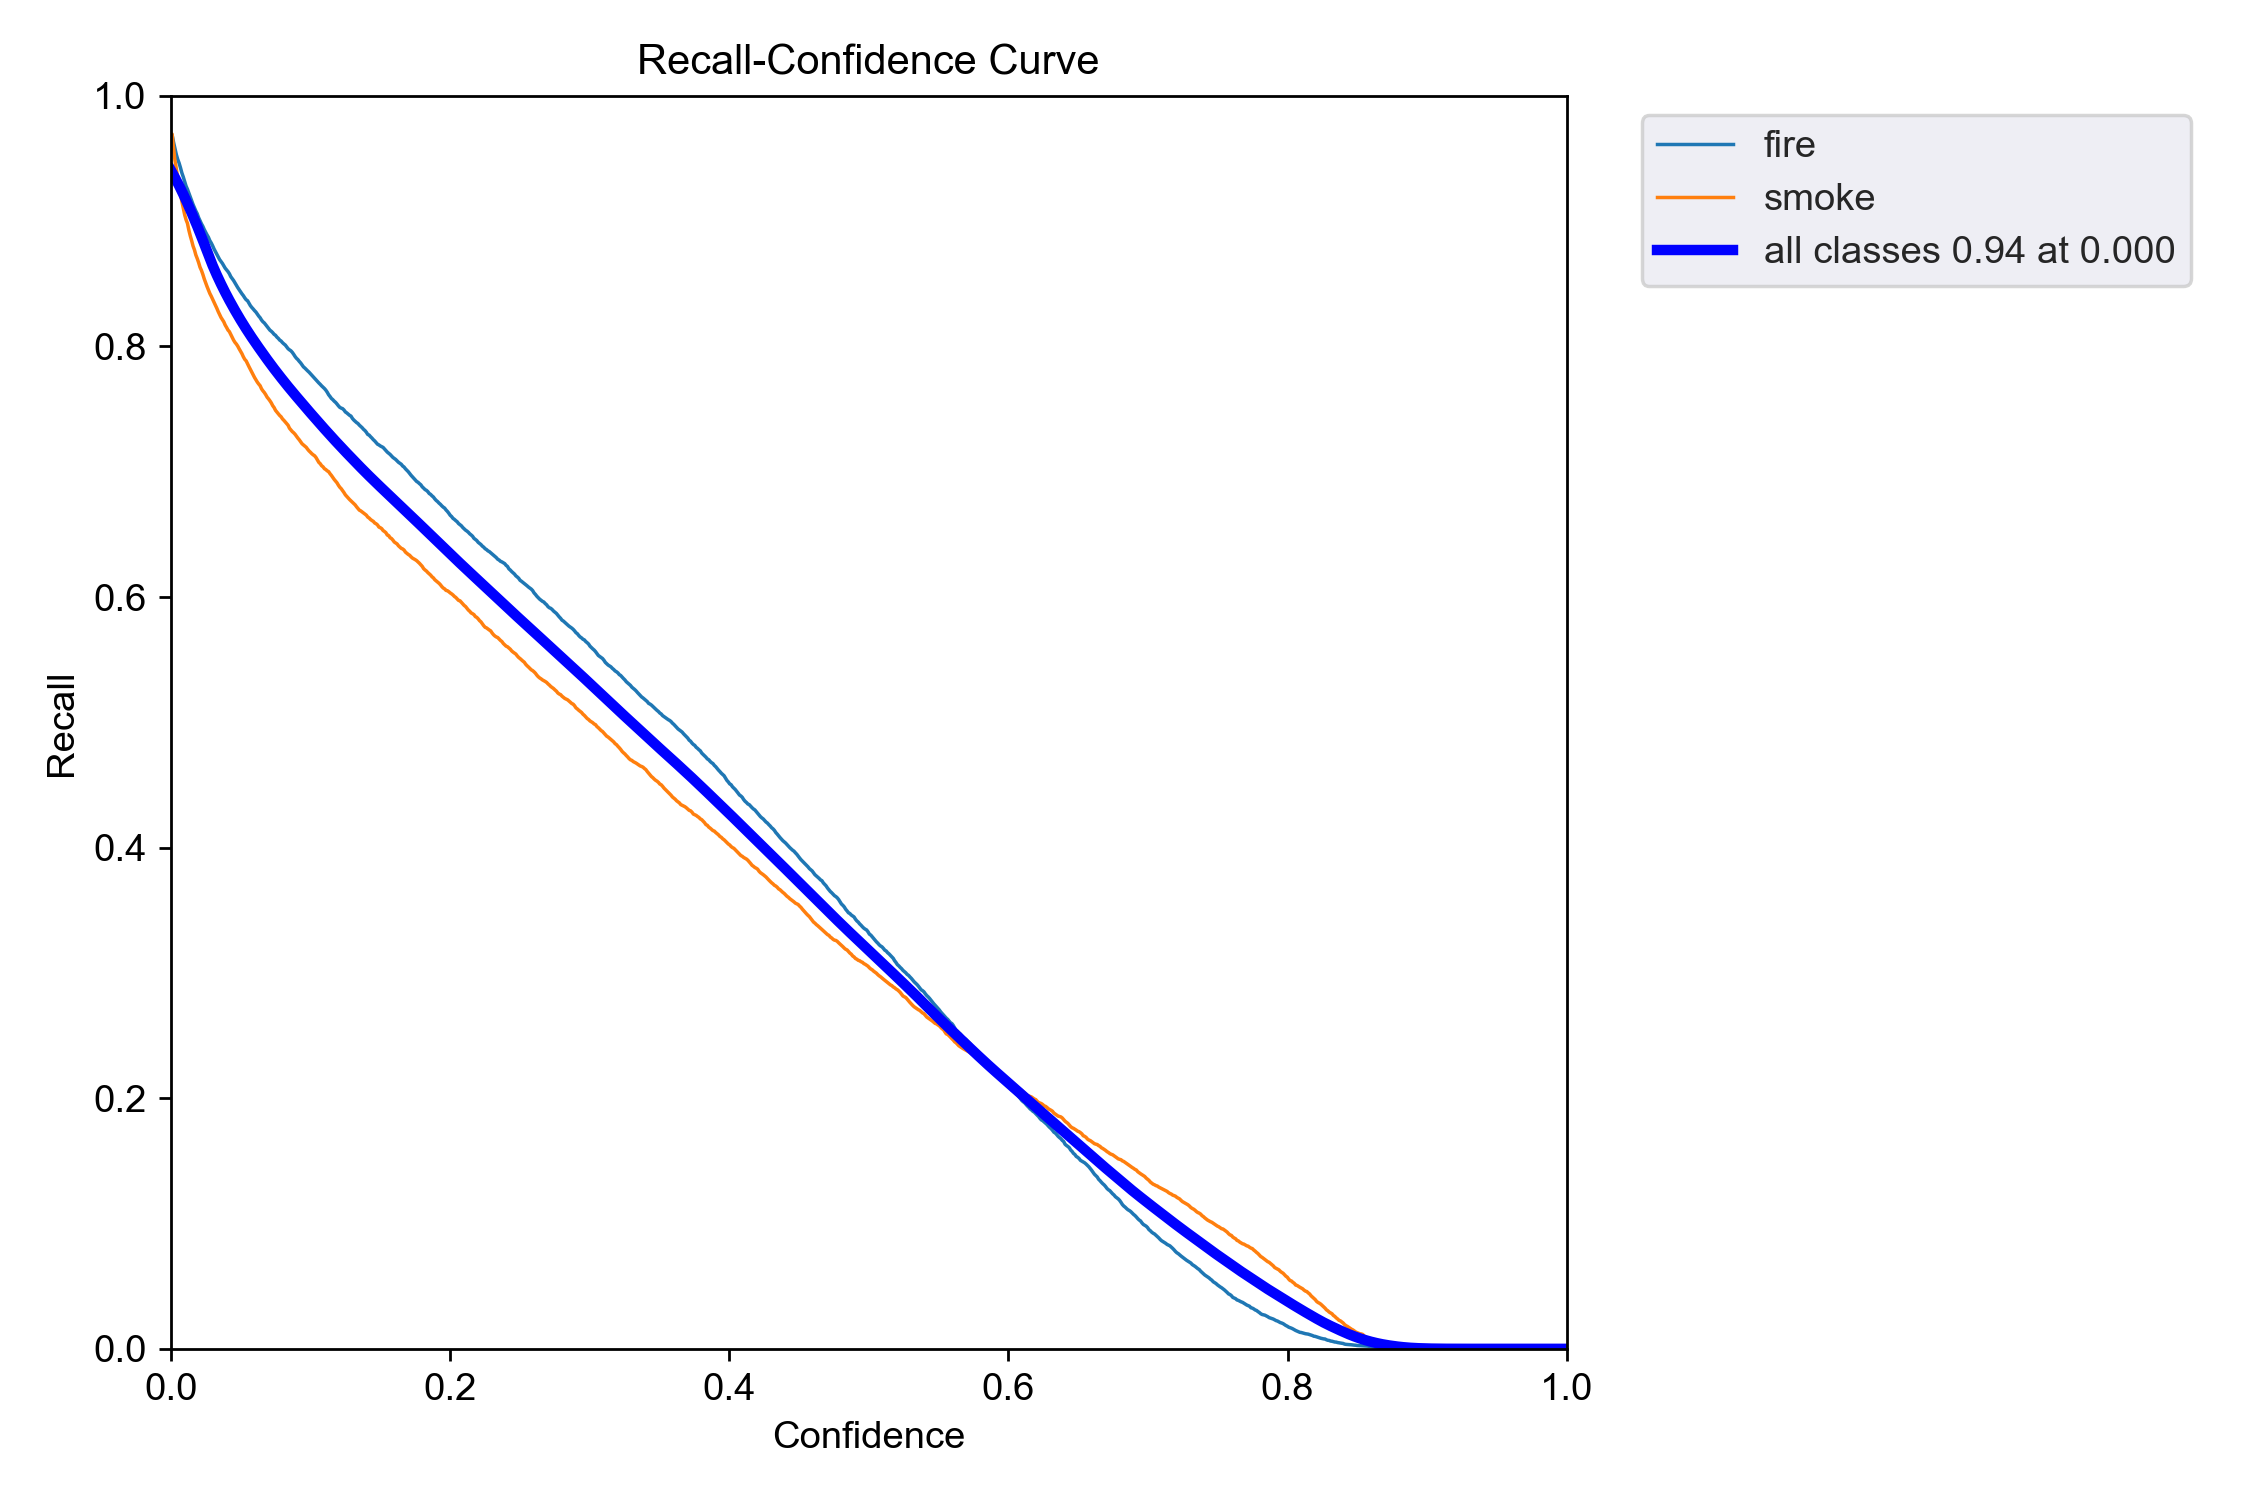 Recall-Confidence Curve
1.0
0.8
0.6
0.4
0.2
0.0
Recall
0.0 0.2 0.4 0.6 0.8 1.0
Confidence
fire
smoke
all classes 0.94 at 0.000